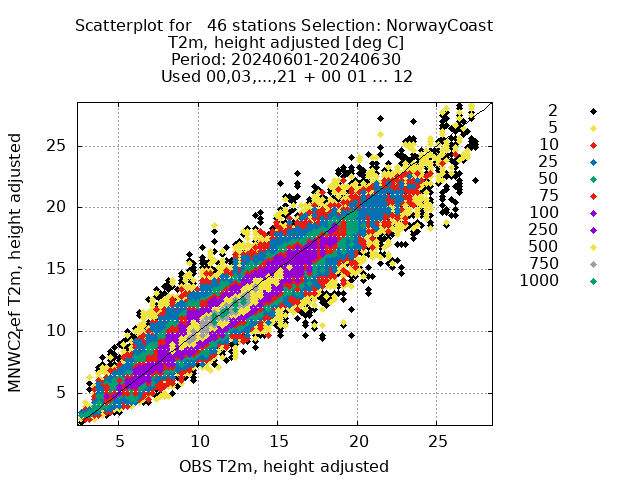 Scatterplot for   46 stations Selection: NorwayCoast
T2m, height adjusted [deg C]
Period: 20240601-20240630
Used 00,03,...,21 + 00 01 ... 12
2
5
10
25
50
75
100
250
500
750
1000
25
20
15
10
5
5 10 15 20 25
OBS T2m, height adjusted
T2m, height adjusted